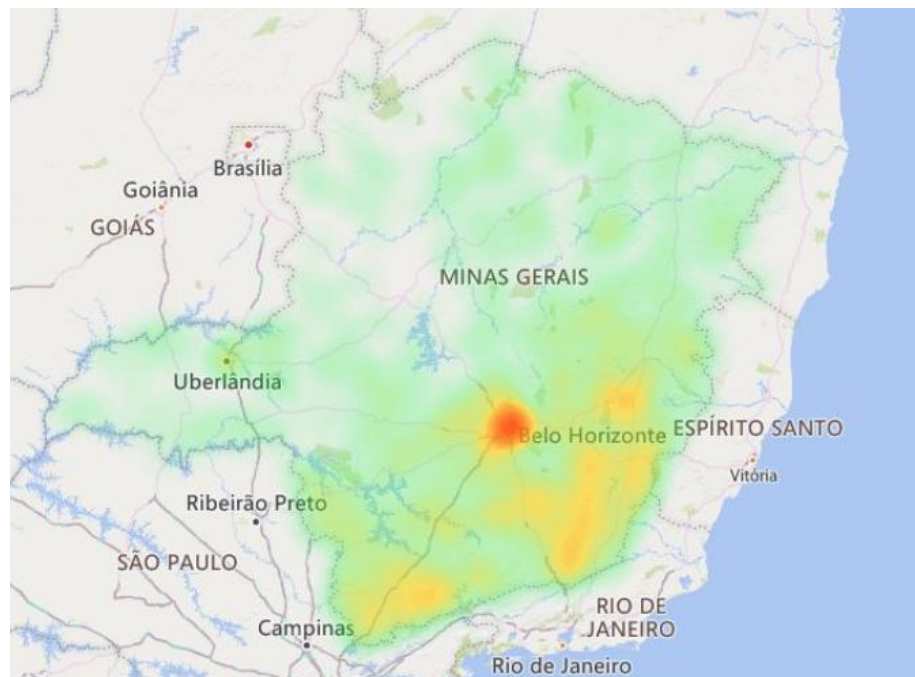 Brasília
Goiânia
GOIÁS
MINAS GERAIS
Uberlândia
Belo Horizonte
ESPÍRITO SANTO
Vitória
Ribeirão Preto
SÃO PAULO
Campinas
RIO DE
JANEIRO
Rio de Janeiro